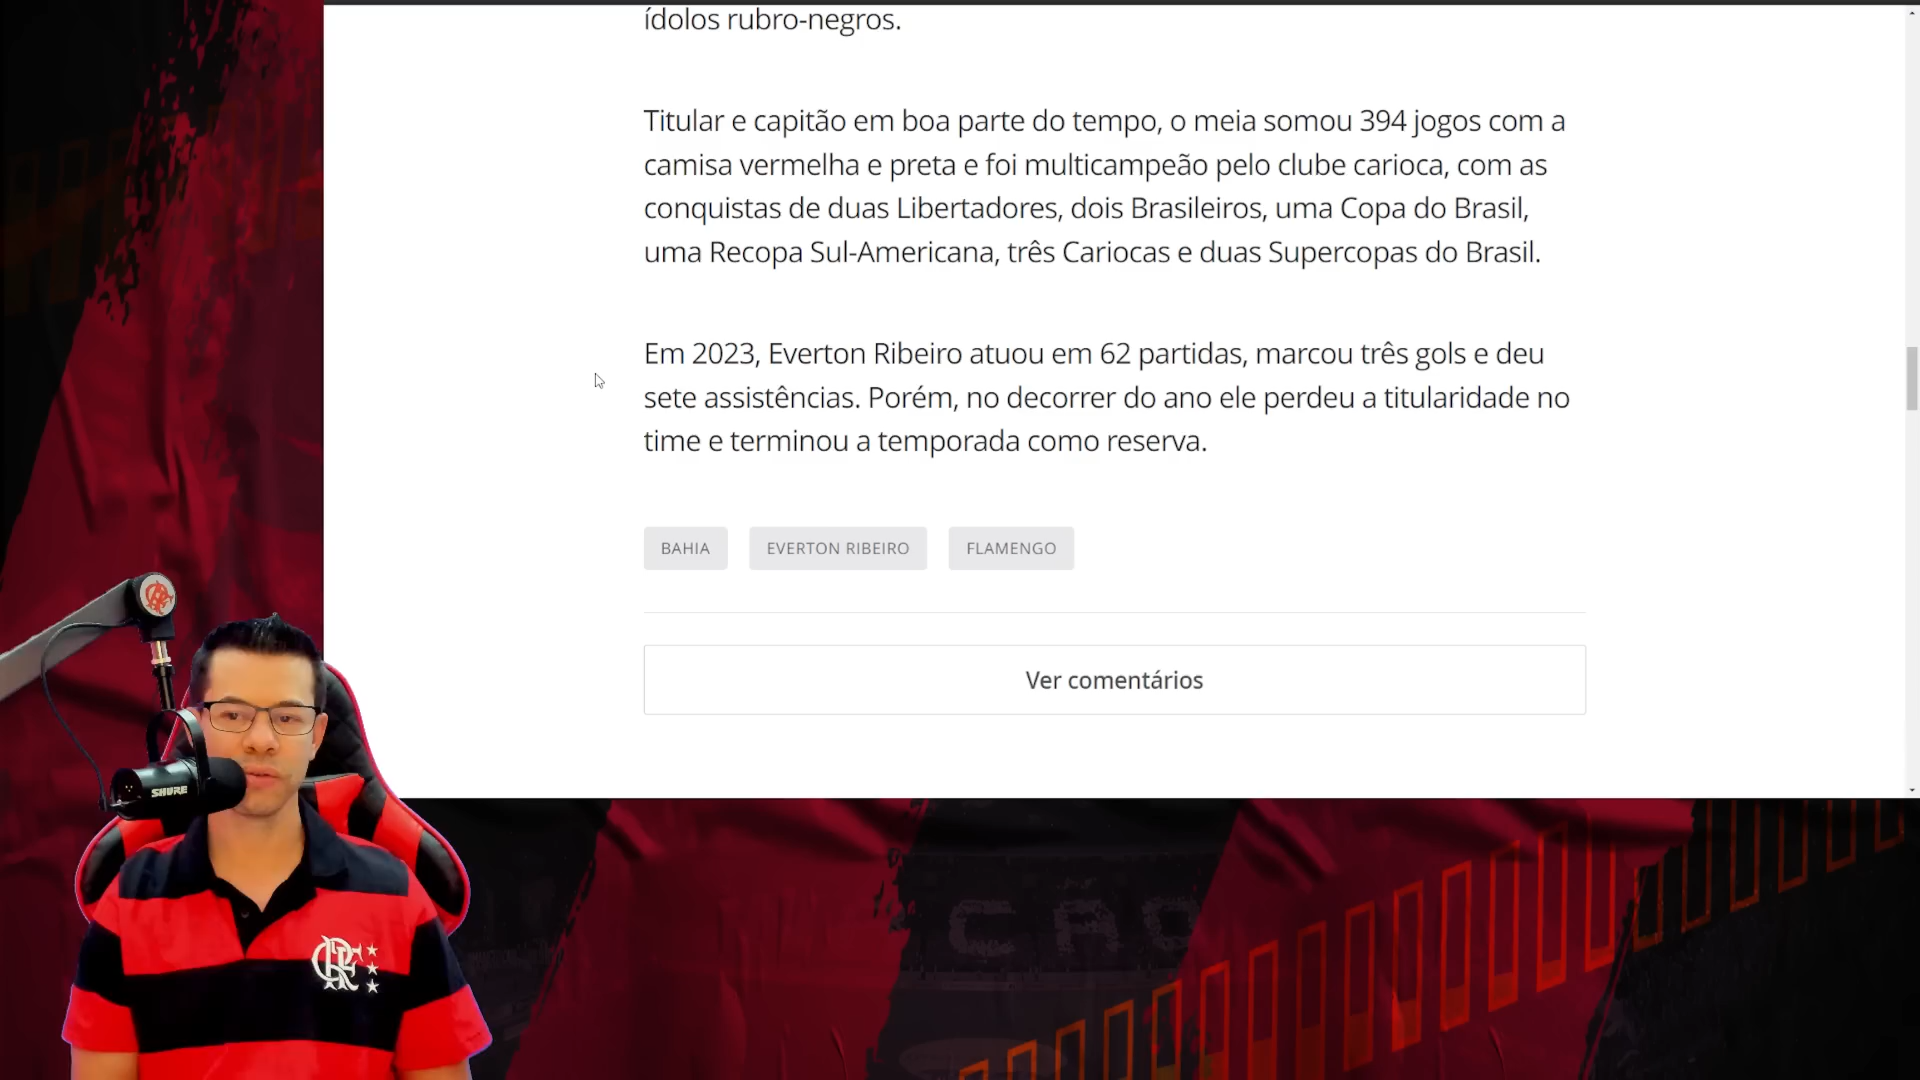 ídolos rubro-negros.
Titular e capitão em boa parte do tempo, o meia somou 394 jogos com a
camisa vermelha e preta e foi multicampeão pelo clube carioca, com as
conquistas de duas Libertadores, dois Brasileiros, uma Copa do Brasil,
uma Recopa Sul-Americana, três Cariocas e duas Supercopas do Brasil.
Em 2023, Everton Ribeiro atuou em 62 partidas, marcou três gols e deu
sete assistências. Porém, no decorrer do ano ele perdeu a titularidade no
time e terminou a temporada como reserva.
BAHIA
EVERTON RIBEIRO
FLAMENGO
Ver comentários
SHURE
CRF